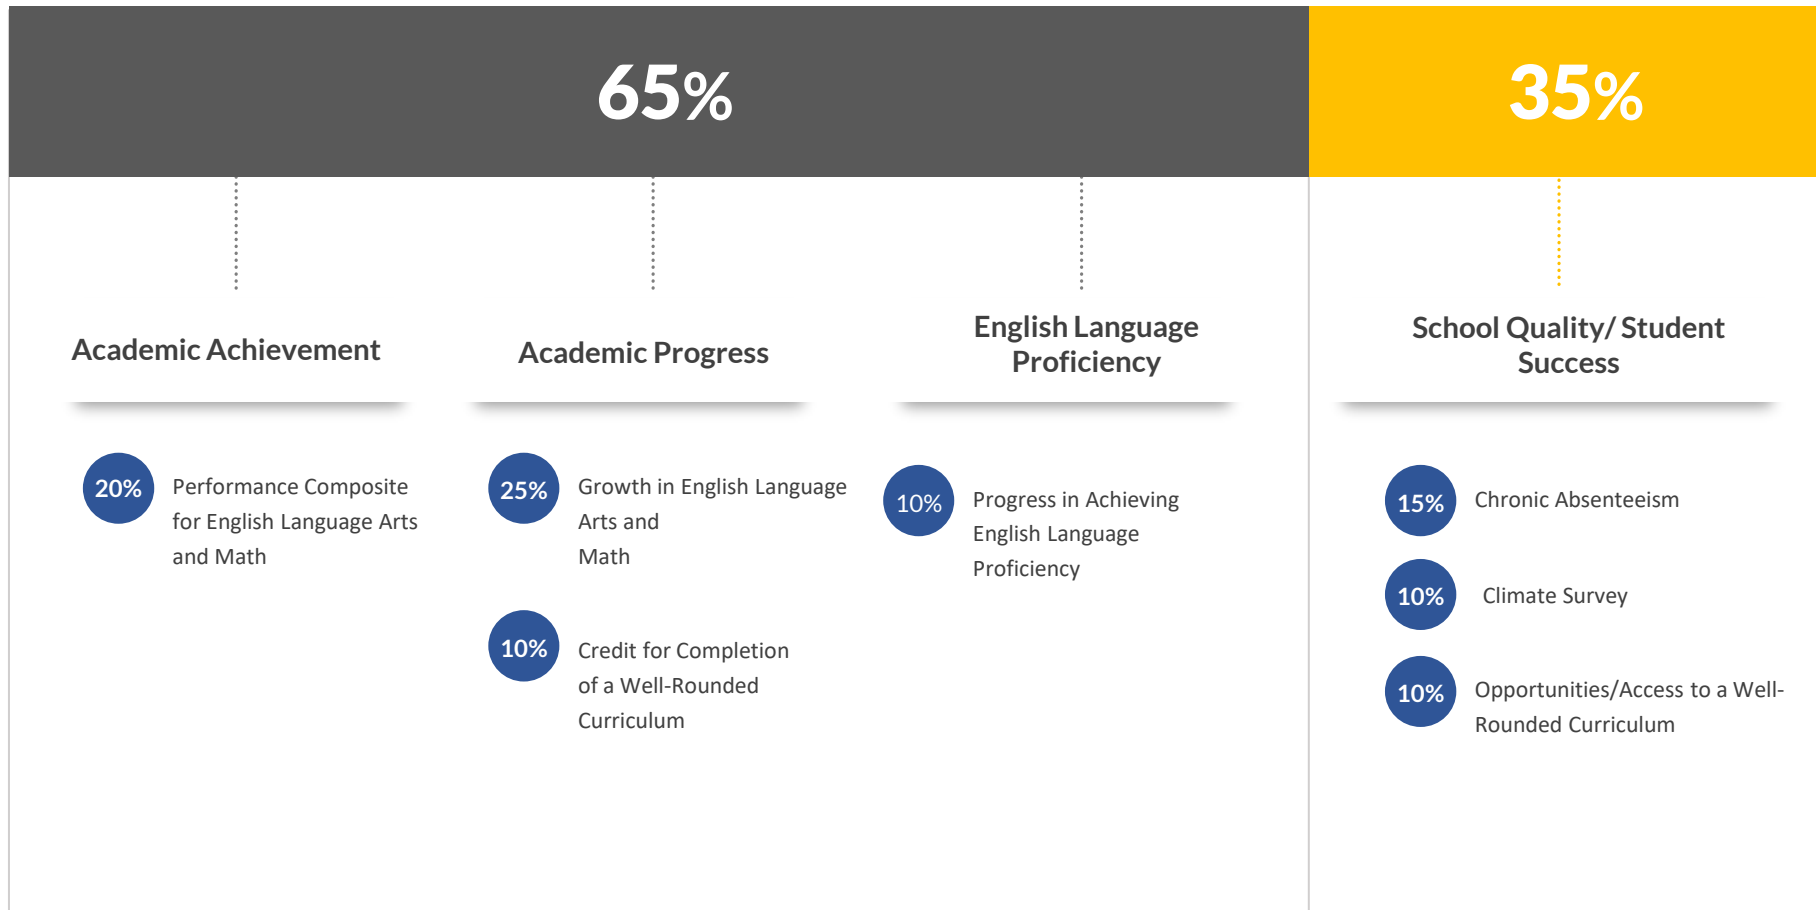 65%
35%
Academic Achievement
20%
Performance Composite
for English Language Arts
and Math
Academic Progress
25%
Growth in English Language
Arts and
Math
10%
Credit for Completion
of a Well-Rounded
Curriculum
English Language
Proficiency
10%
Progress in Achieving
English Language
Proficiency
School Quality/ Student
Success
15%
Chronic Absenteeism
10%
Climate Survey
10%
Opportunities/Access to a Well-
Rounded Curriculum